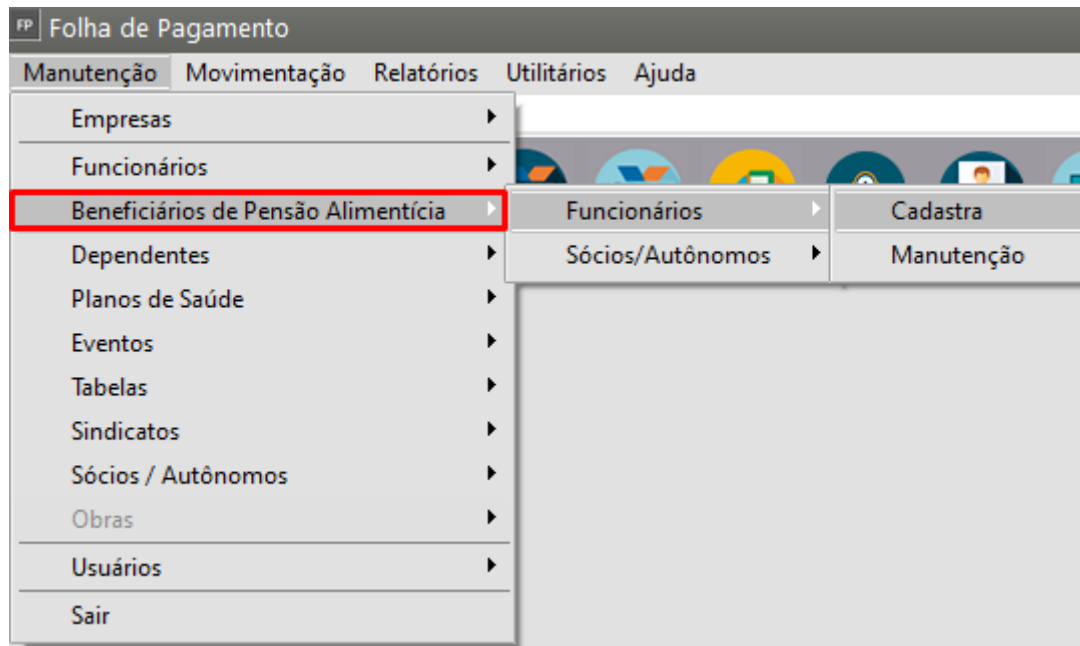 FP Folha de Pagamento
Manutenção Movimentação Relatórios Utilitários Ajuda
Empresas
Funcionários
Beneficiários de Pensão Alimentícia
Funcionários
Cadastra
Dependentes
Sócios/Autônomos
Manutenção
Planos de Saúde
Eventos
Tabelas
Sindicatos
Sócios / Autônomos
Obras
Usuários
Sair